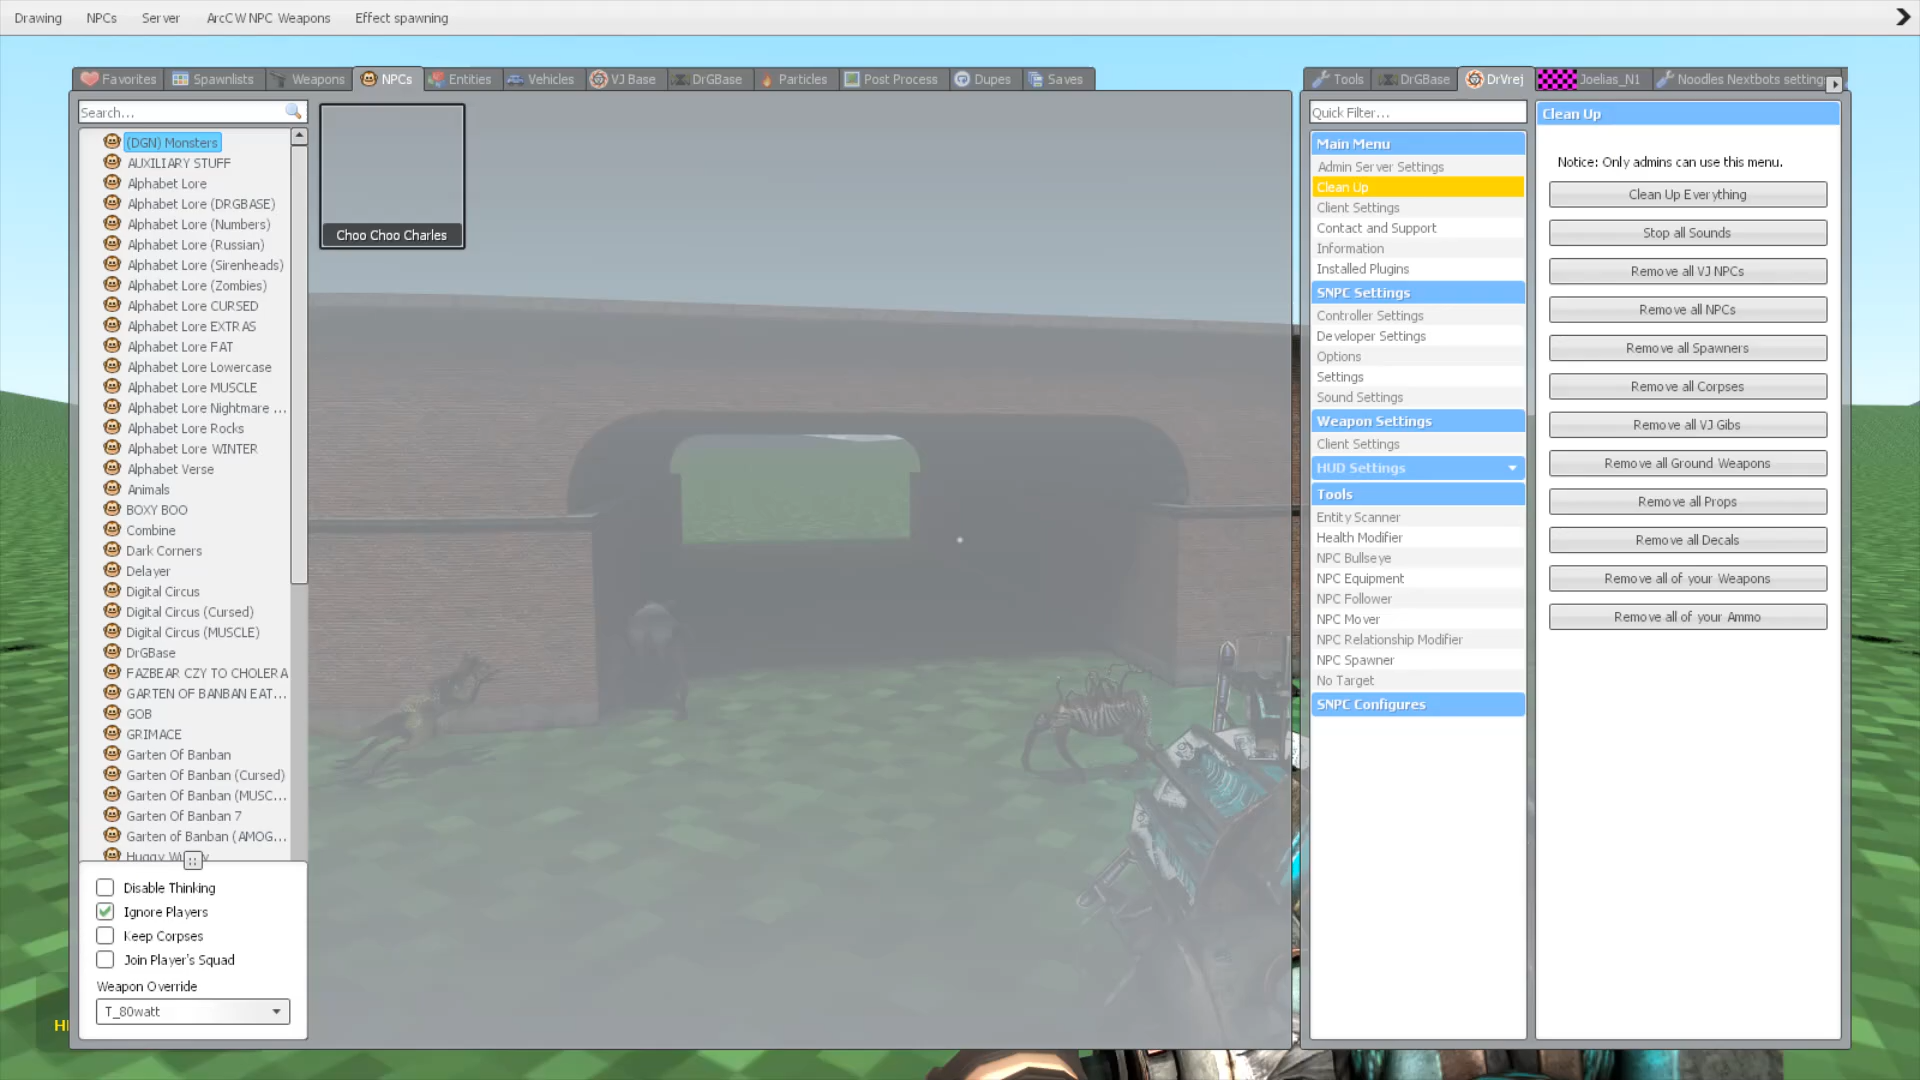 Drawing NPCs Server ArcCW NPC Weapons Effect spawning
Favorites Spawnlists Weapons NPCs Entities Vehicles VJ Base DrGBase Particles Post Process Dupes Saves
Search...
(DGN) Monsters
AUXILIARY STUFF
Alphabet Lore
Alphabet Lore (DRGBASE)
Alphabet Lore (Numbers)
Alphabet Lore (Russian)
Alphabet Lore (Sirenheads)
Alphabet Lore (Zombies)
Alphabet Lore CURSED
Alphabet Lore EXTRAS
Alphabet Lore FAT
Alphabet Lore Lowercase
Alphabet Lore MUSCLE
Alphabet Lore Nightmare ...
Alphabet Lore Rocks
Alphabet Lore WINTER
Alphabet Verse
Animals
BOXY BOO
Combine
Dark Corners
Delayer
Digital Circus
Digital Circus (Cursed)
Digital Circus (MUSCLE)
DrGBase
FAZBEAR CZY TO CHOLERA
GARTEN OF BANBAN EAT...
GOB
GRIMACE
Garten Of Banban
Garten Of Banban (Cursed)
Garten Of Banban (MUSC...
Garten Of Banban 7
Garten of Banban (AMOG...
Disable Thinking
Ignore Players
Keep Corpses
Join Player's Squad
Weapon Override
T_80watt
Choo Choo Charles
Tools DrGBase DrVrej Joelias_N1 Noodles Nextbots setting
Quick Filter...
Main Menu
Admin Server Settings
Clean Up
Client Settings
Contact and Support
Information
Installed Plugins
SNPC Settings
Controller Settings
Developer Settings
Options
Settings
Sound Settings
Weapon Settings
Client Settings
HUD Settings
Tools
Entity Scanner
Health Modifier
NPC Bullseye
NPC Equipment
NPC Follower
NPC Mover
NPC Relationship Modifier
NPC Spawner
No Target
SNPC Configures
Clean Up
Notice: Only admins can use this menu.
Clean Up Everything
Stop all Sounds
Remove all VJ NPCs
Remove all NPCs
Remove all Spawners
Remove all Corpses
Remove all VJ Gibs
Remove all Ground Weapons
Remove all Props
Remove all Decals
Remove all of your Weapons
Remove all of your Ammo